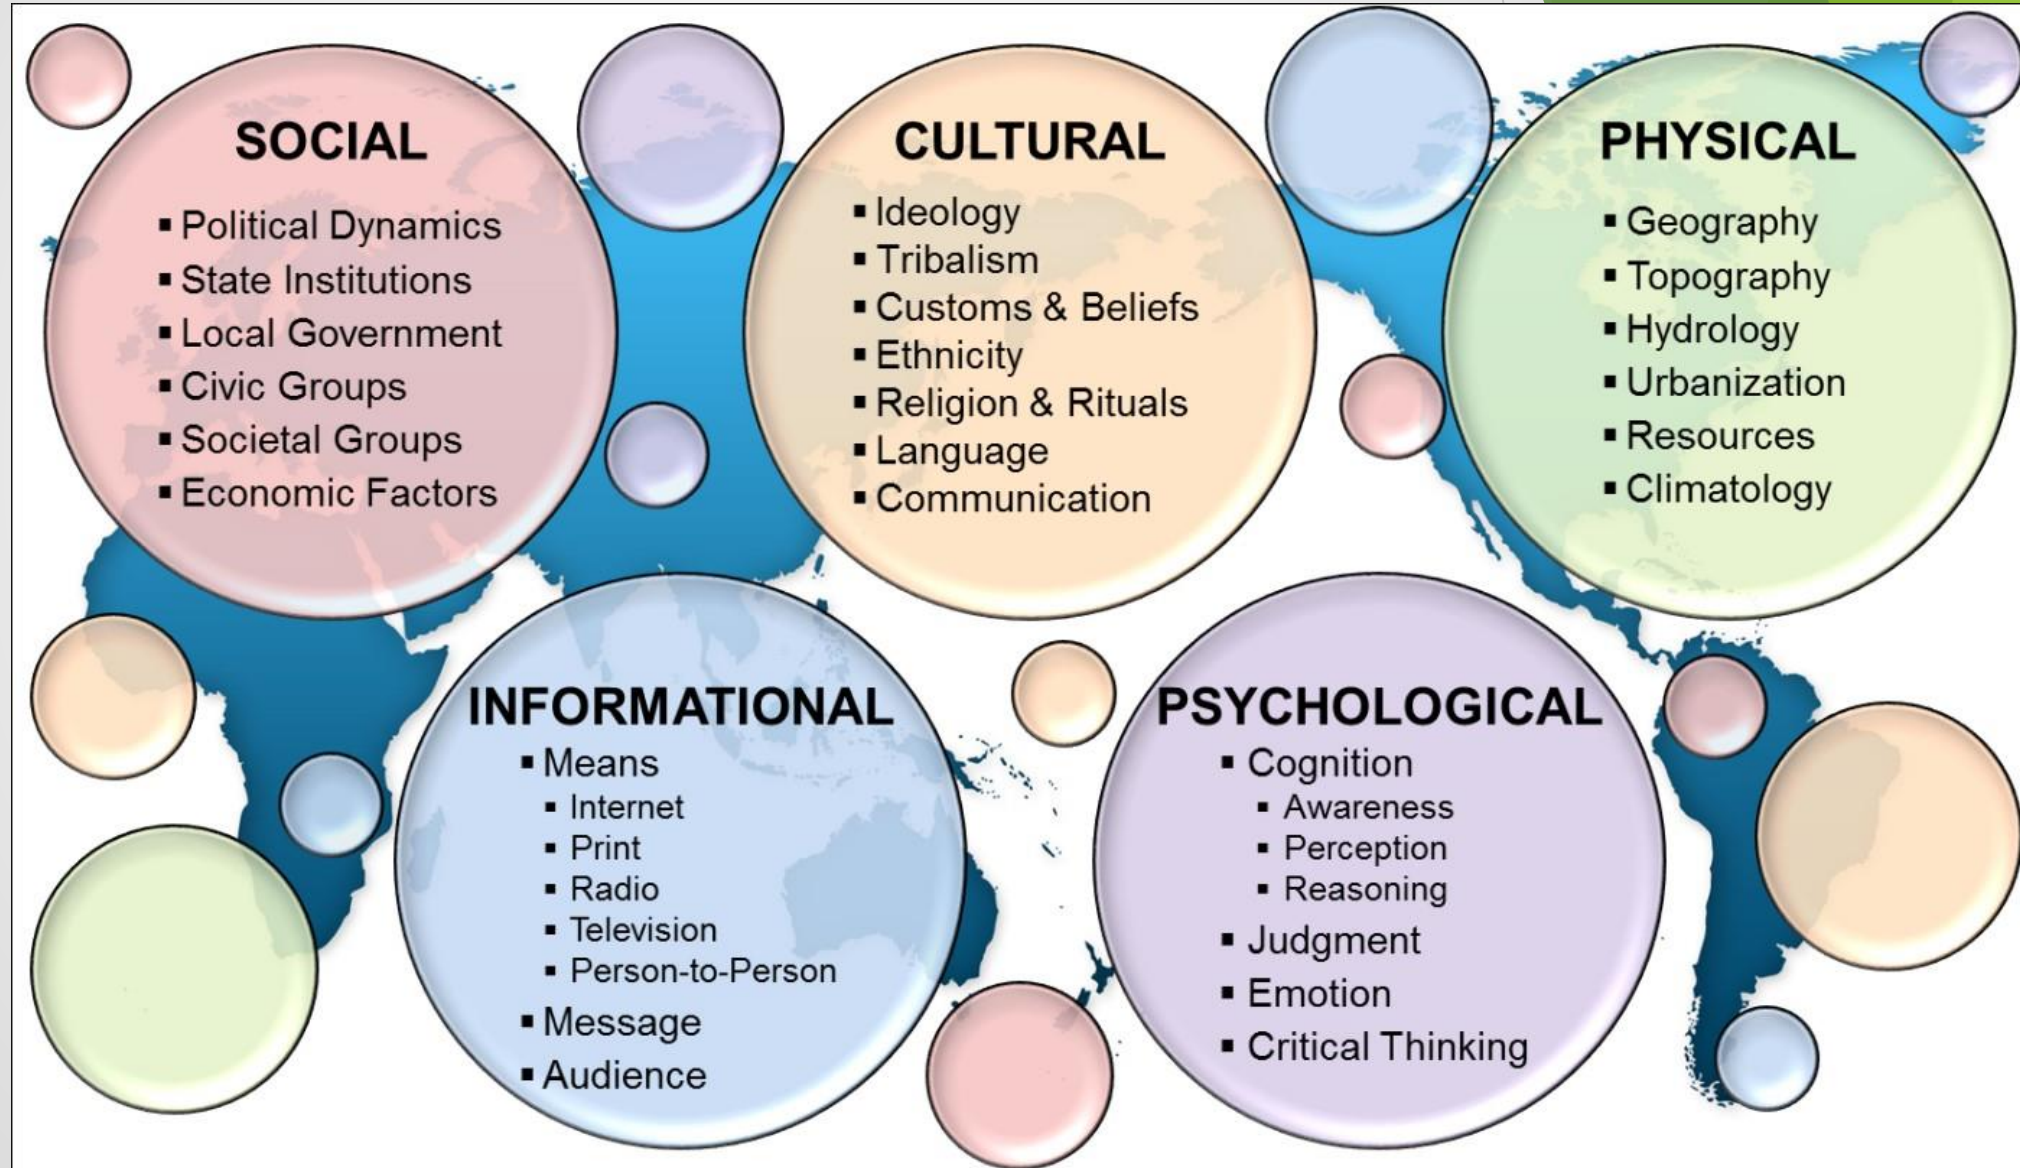 SOCIAL
▪ Political Dynamics
▪ State Institutions
▪ Local Government
▪ Civic Groups
▪ Societal Groups
▪ Economic Factors
CULTURAL
▪ Ideology
▪ Tribalism
▪ Customs & Beliefs
▪ Ethnicity
▪ Religion & Rituals
▪ Language
▪ Communication
PHYSICAL
▪ Geography
▪ Topography
▪ Hydrology
▪ Urbanization
▪ Resources
▪ Climatology
INFORMATIONAL
▪ Means
▪ Internet
▪ Print
▪ Radio
▪ Television
▪ Person-to-Person
▪ Message
▪ Audience
PSYCHOLOGICAL
▪ Cognition
▪ Awareness
▪ Perception
▪ Reasoning
▪ Judgment
▪ Emotion
▪ Critical Thinking